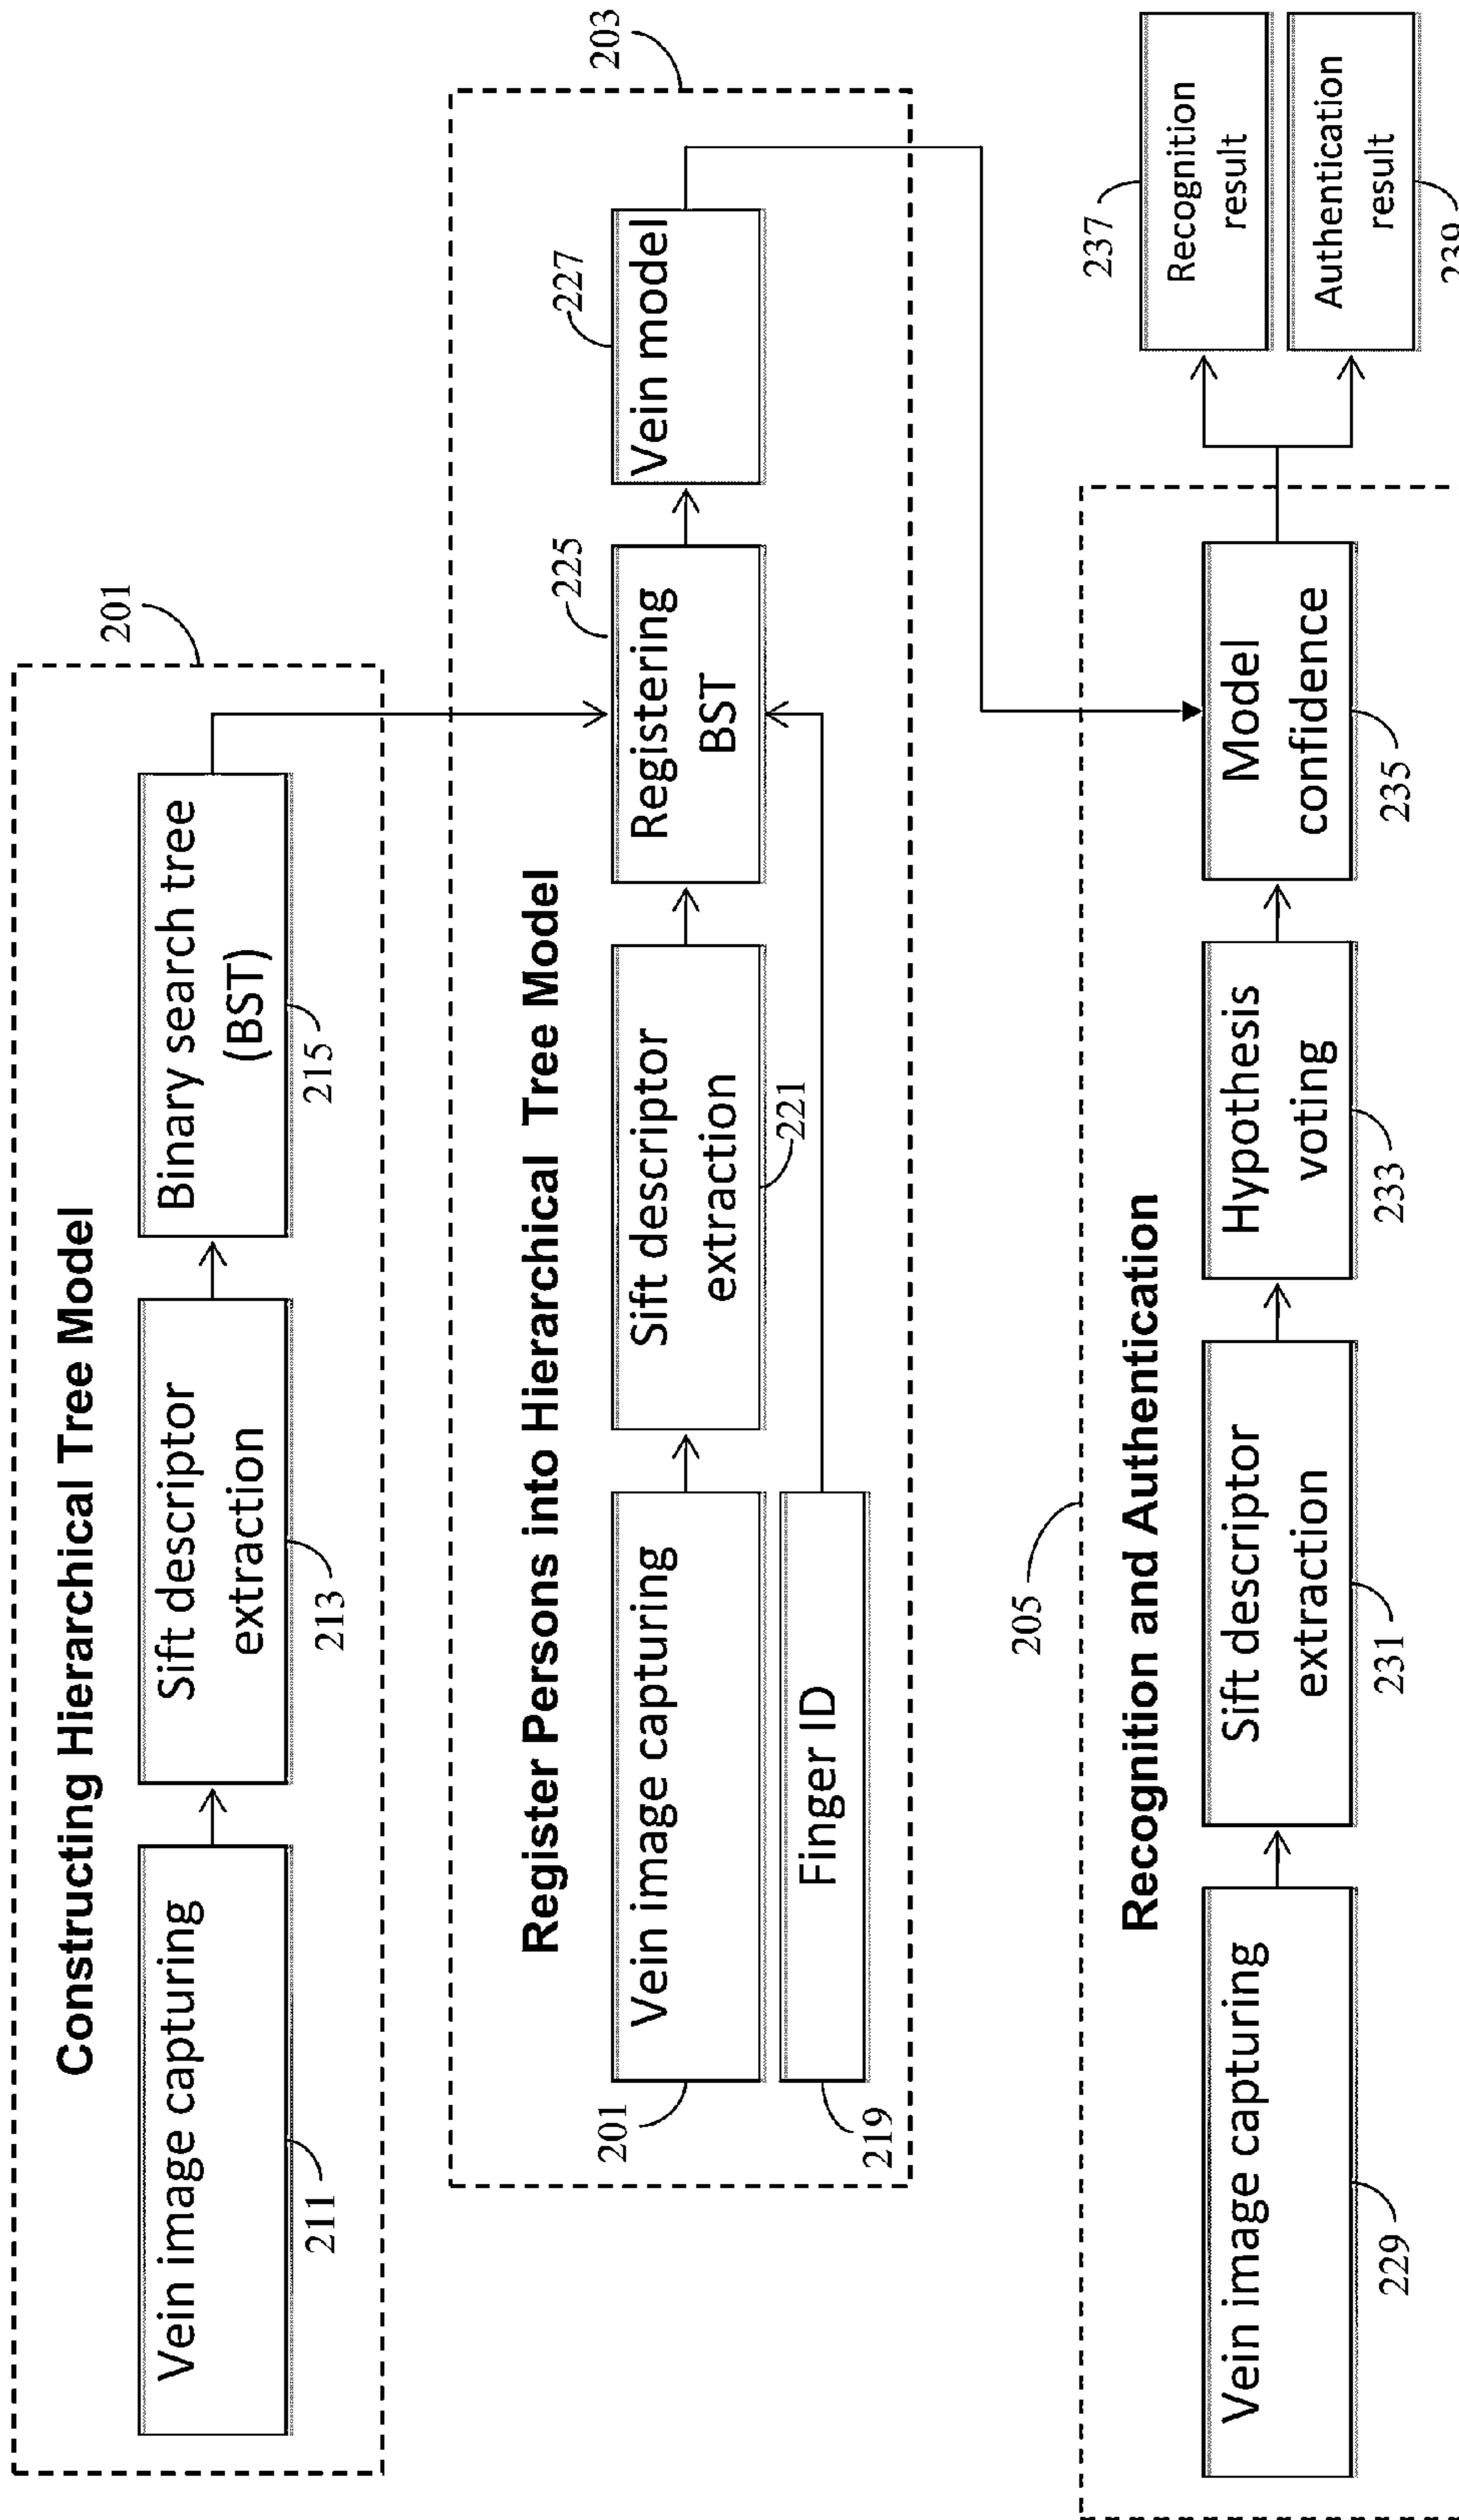 201
Constructing Hierarchical Tree Model
Vein image capturing
211
Sift descriptor
extraction
213
Binary search tree
(BST)
215
203
Register Persons into Hierarchical Tree Model
Vein image capturing
201
Finger ID
219
Sift descriptor
extraction
221
Registering
BST
225
Vein model
227
205
Recognition and Authentication
Vein image capturing
229
Sift descriptor
extraction
231
Hypothesis
voting
233
Model
confidence
235
237
Recognition
result
Authentication
result
239